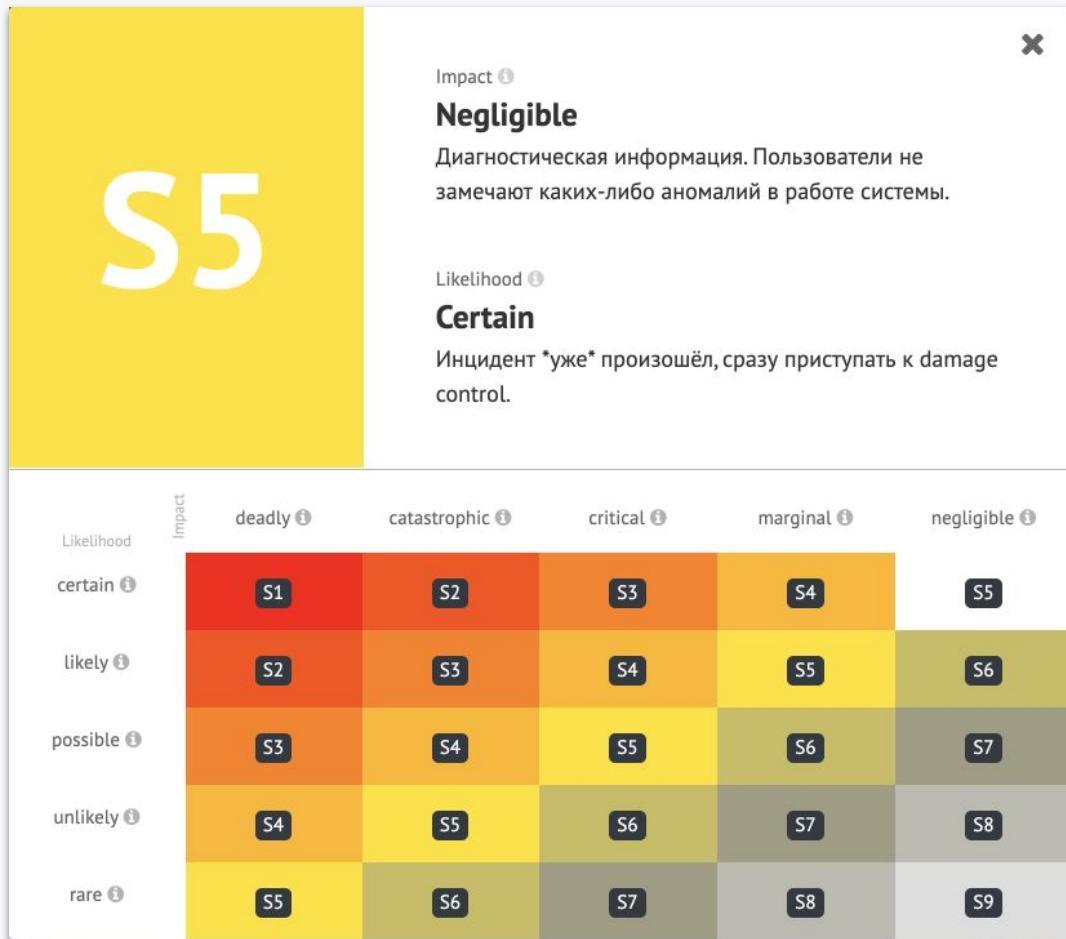 S5
Impact
Negligible
Диагностическая информация. Пользователи не
замечают каких-либо аномалий в работе системы.
Likelihood
Certain
Инцидент *уже* произошёл, сразу приступать к damage
control.
Likelihood Impact deadly catastrophic critical marginal negligible
certain S1 S2 S3 S4 S5
likely S2 S3 S4 S5 S6
possible S3 S4 S5 S6 S7
unlikely S4 S5 S6 S7 S8
rare S5 S6 S7 S8 S9